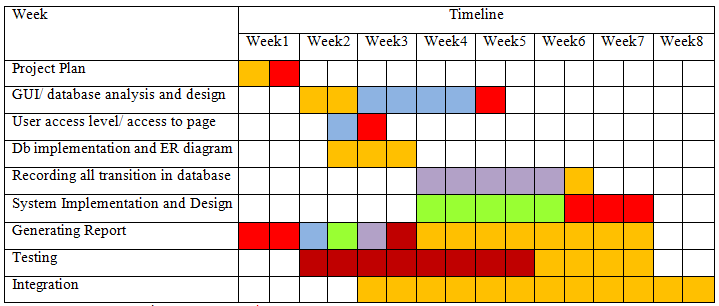 Week
Timeline
Week1 Week2 Week3 Week4 Week5 Week6 Week7 Week8
Project Plan
GUI/ database analysis and design
User access level/ access to page
Db implementation and ER diagram
Recording all transition in database
System Implementation and Design
Generating Report
Testing
Integration